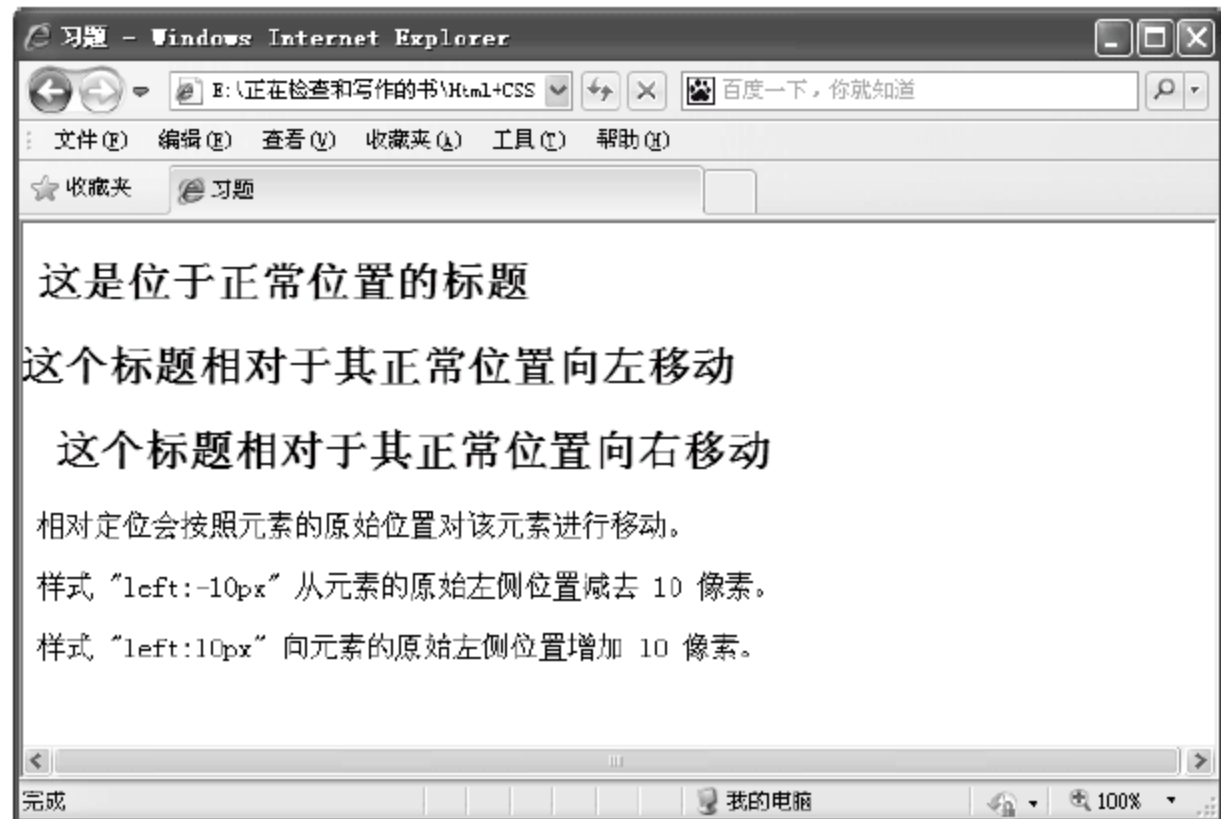 习题 - Windows Internet Explorer
E:\正在检查和写作的书\Html+CSS
百度一下，你就知道
文件(F) 编辑(E) 查看(V) 收藏夹(A) 工具(T) 帮助(H)
收藏夹
习题
这是位于正常位置的标题
这个标题相对于其正常位置向左移动
这个标题相对于其正常位置向右移动
相对定位会按照元素的原始位置对该元素进行移动。
样式 "left:-10px" 从元素的原始左侧位置减去 10 像素。
样式 "left:10px" 向元素的原始左侧位置增加 10 像素。
完成
我的电脑
100%